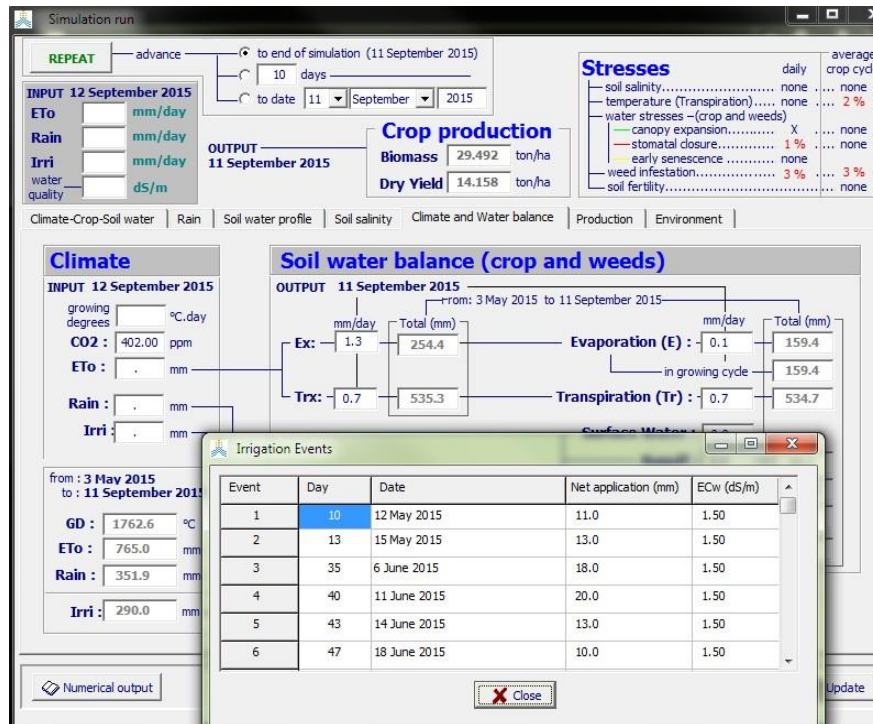 Simulation run
REPEAT
advance
to end of simulation (11 September 2015)
10 days
to date 11 September 2015
INPUT 12 September 2015
ETo mm/day
Rain mm/day
Irri mm/day
water quality dS/m
OUTPUT
11 September 2015
Crop production
Biomass 29.492 ton/ha
Dry Yield 14.158 ton/ha
Stresses
daily
average
crop cycl
soil salinity............... none .... none
temperature (Transpiration)..... none .... 2 %
water stresses –(crop and weeds)
canopy expansion............ X .... none
stomatal closure............ 1 % .... none
early senescence ........... none
weed infestation............ 3 % .... 3 %
soil fertility........................ none
Climate-Crop-Soil water
Rain
Soil water profile
Soil salinity
Climate and Water balance
Production
Environment
Climate
INPUT 12 September 2015
growing degrees °C.day
CO2 : 402.00 ppm
ETo : . mm
Rain : . mm
Irri : . mm
from : 3 May 2015
to : 11 September 201
GD : 1762.6 °C
ETo : 765.0 mm
Rain : 351.9 mm
Irri : 290.0 mm
Soil water balance (crop and weeds)
OUTPUT 11 September 2015
From: 3 May 2015 to 11 September 2015
mm/day Total (mm) mm/day Total (mm)
Ex: 1.3 254.4 Evaporation (E) : 0.1 159.4
in growing cycle 159.4
Trx: 0.7 535.3 Transpiration (Tr) : 0.7 534.7
Surface Water :
Irrigation Events
Event Day Date Net application (mm) ECw (dS/m)
1 10 12 May 2015 11.0 1.50
2 13 15 May 2015 13.0 1.50
3 35 6 June 2015 18.0 1.50
4 40 11 June 2015 20.0 1.50
5 43 14 June 2015 13.0 1.50
6 47 18 June 2015 10.0 1.50
Close
Numerical output
Update